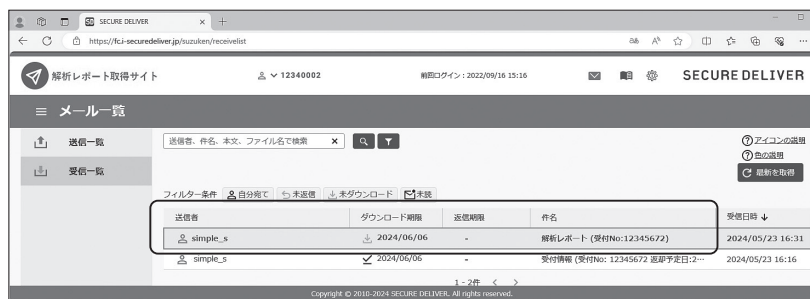 SECURE DELIVER
https://fc.i-securedeliver.jp/suzuken/receivelist
解析レポート取得サイト
12340002
前回ログイン : 2022/09/16 15:16
SECURE DELIVER
メール一覧
送信一覧
受信一覧
送信者、件名、本文、ファイル名で検索
アイコンの説明
色の説明
最新を取得
フィルター条件 自分宛て 未返信 未ダウンロード 未読
送信者 ダウンロード期限 返信期限 件名 受信日時 ↓
simple_s 2024/06/06 - 解析レポート (受付No:12345672) 2024/05/23 16:31
simple_s 2024/06/06 - 受付情報 (受付No: 12345672 返却予定日:2… 2024/05/23 16:16
1 - 2件 < >
Copyright © 2010-2024 SECURE DELIVER. All rights reserved.